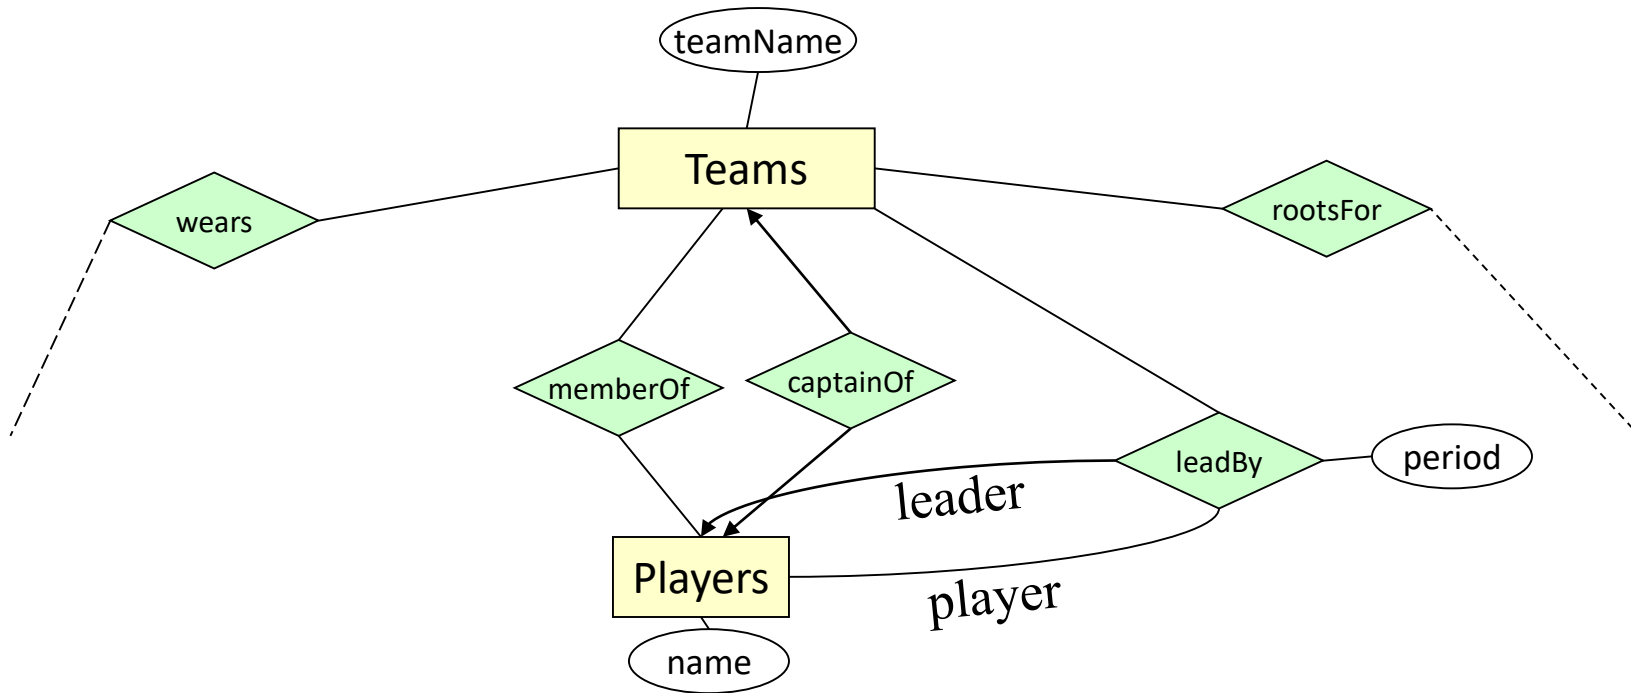 teamName
Teams
wears
rootsFor
memberOf
captainOf
leadBy
period
leader
player
Players
name